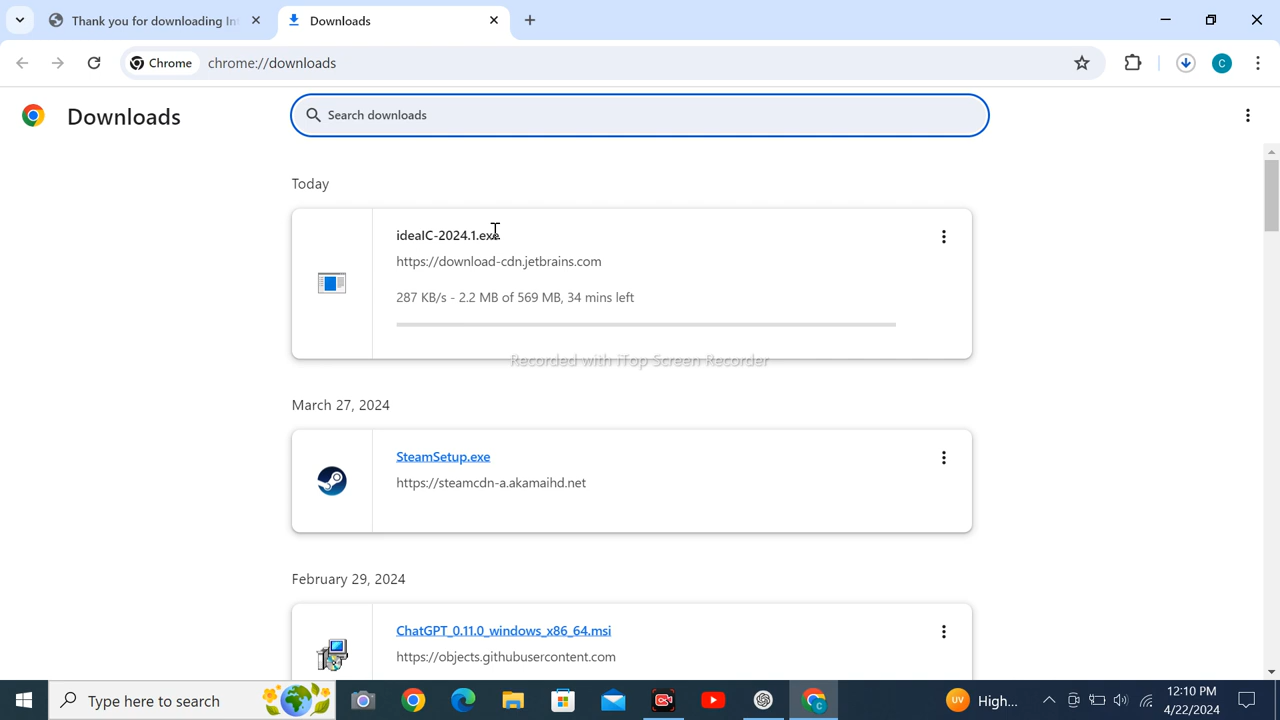 Thank you for downloading In
Downloads
Chrome
chrome://downloads
Downloads
Search downloads
Today
ideaIC-2024.1.exe
https://download-cdn.jetbrains.com
287 KB/s - 2.2 MB of 569 MB, 34 mins left
Recorded with iTop Screen Recorder
March 27, 2024
SteamSetup.exe
https://steamcdn-a.akamaihd.net
February 29, 2024
ChatGPT_0.11.0_windows_x86_64.msi
https://objects.githubusercontent.com
Type here to search
UV
High...
C
12:10 PM
4/22/2024